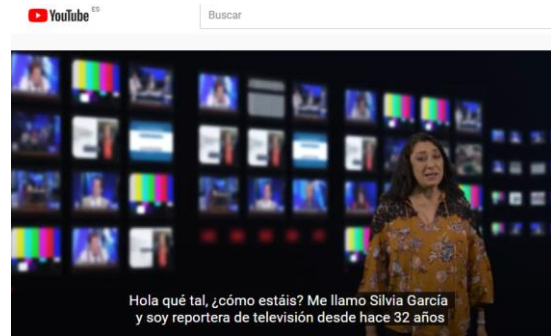 YouTube ES
Buscar
Hola qué tal, ¿cómo estáis? Me llamo Silvia García
y soy reportera de televisión desde hace 32 años